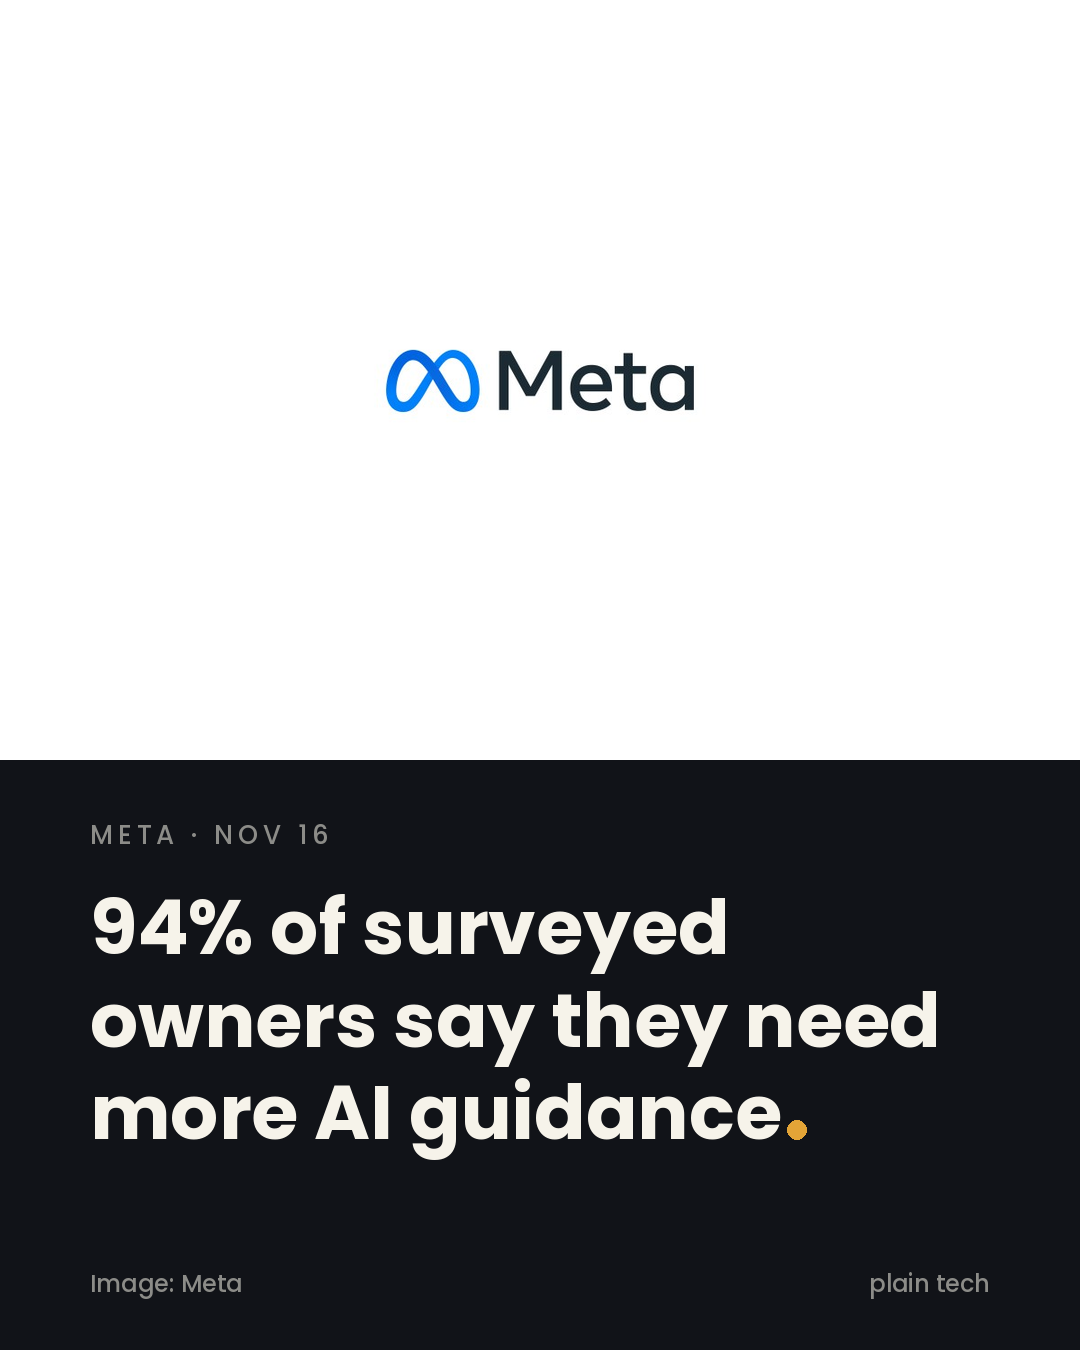 Meta
META · NOV 16
94% of surveyed
owners say they need
more AI guidance.
Image: Meta
plain tech